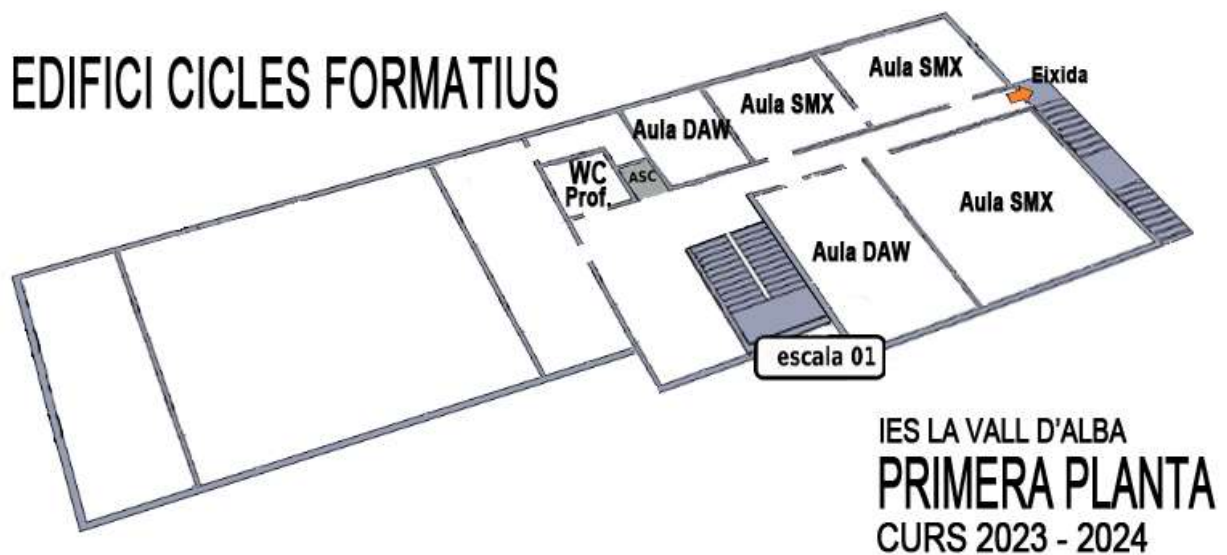 EDIFICI CICLES FORMATIUS
Aula SMX
Eixida
Aula SMX
Aula DAW
WC
Prof.
ASC
Aula SMX
Aula DAW
escala 01
IES LA VALL D'ALBA
PRIMERA PLANTA
CURS 2023 - 2024